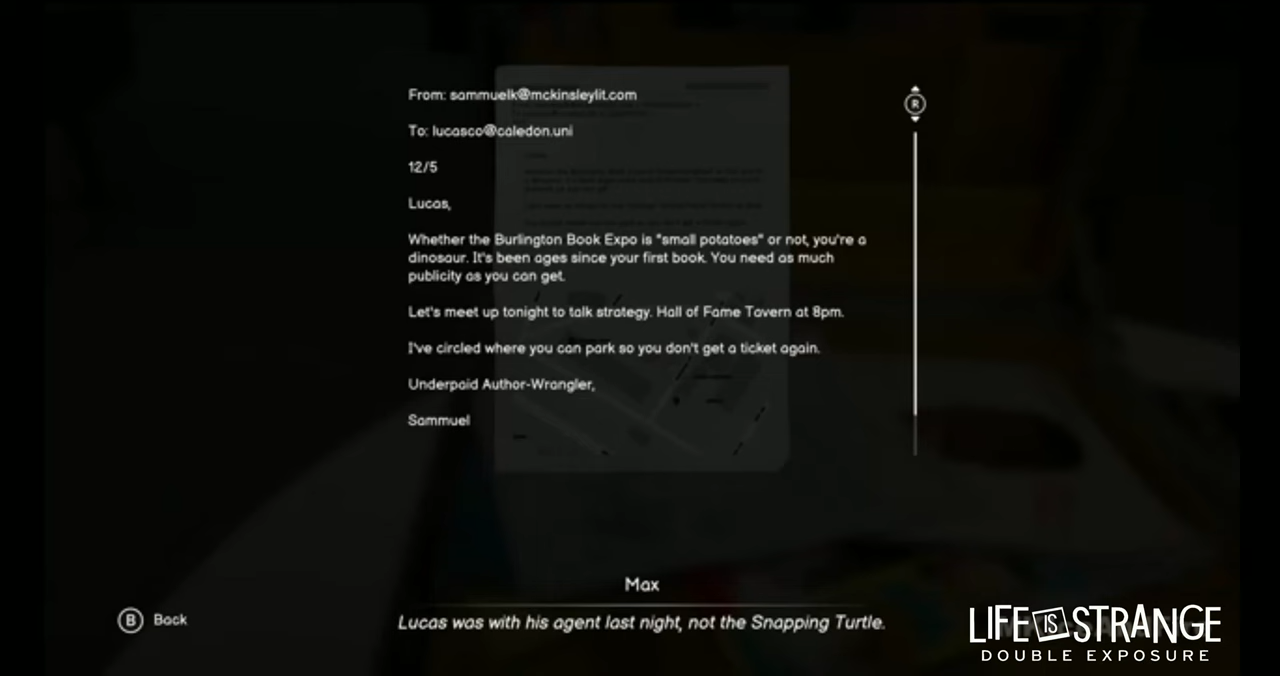 From: sammuelk@mckinsleylit.com
To: lucasco@caledon.uni
12/5
Lucas,
Whether the Burlington Book Expo is "small potatoes" or not, you're a
dinosaur. It's been ages since your first book. You need as much
publicity as you can get.
Let's meet up tonight to talk strategy. Hall of Fame Tavern at 8pm.
I've circled where you can park so you don't get a ticket again.
Underpaid Author-Wrangler,
Sammuel
R
Max
Lucas was with his agent last night, not the Snapping Turtle.
B Back
LIFE IS STRANGE
DOUBLE EXPOSURE